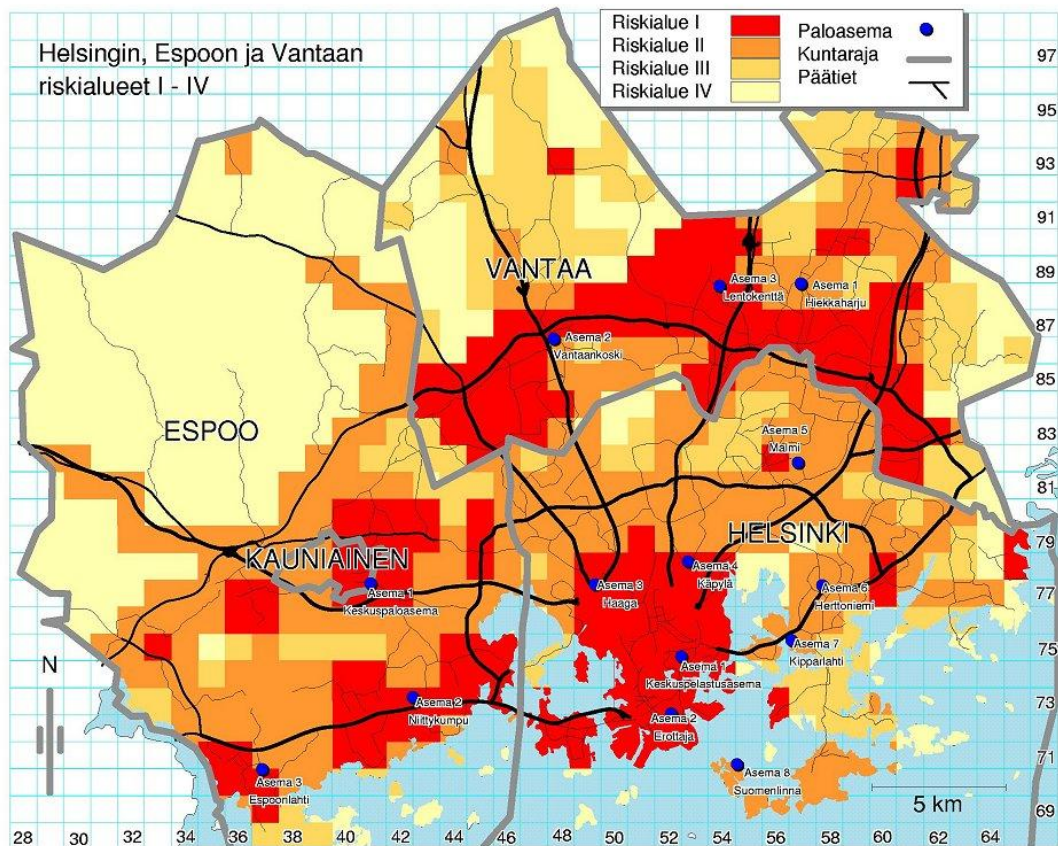 Helsingin, Espoon ja Vantaan
riskialueet I - IV
Riskialue I
Riskialue II
Riskialue III
Riskialue IV
Paloasema
Kuntaraja
Päätiet
97
95
93
91
89
87
85
83
81
79
77
75
73
71
69
VANTAA
Asema 3
Lentokenttä
Asema 1
Hiekkaharju
Asema 2
Vantaankoski
ESPOO
Asema 5
Malmi
HELSINKI
KAUNIAINEN
Asema 1
Keskuspaloasema
Asema 3
Haaga
Asema 4
Käpylä
Asema 6
Herttoniemi
Asema 7
Kipparlahti
Asema 1
Keskuspelastusasema
Asema 2
Niittykumpu
Asema 2
Erottaja
Asema 3
Espoonlahti
Asema 8
Suomenlinna
N
5 km
28 30 32 34 36 38 40 42 44 46 48 50 52 54 56 58 60 62 64